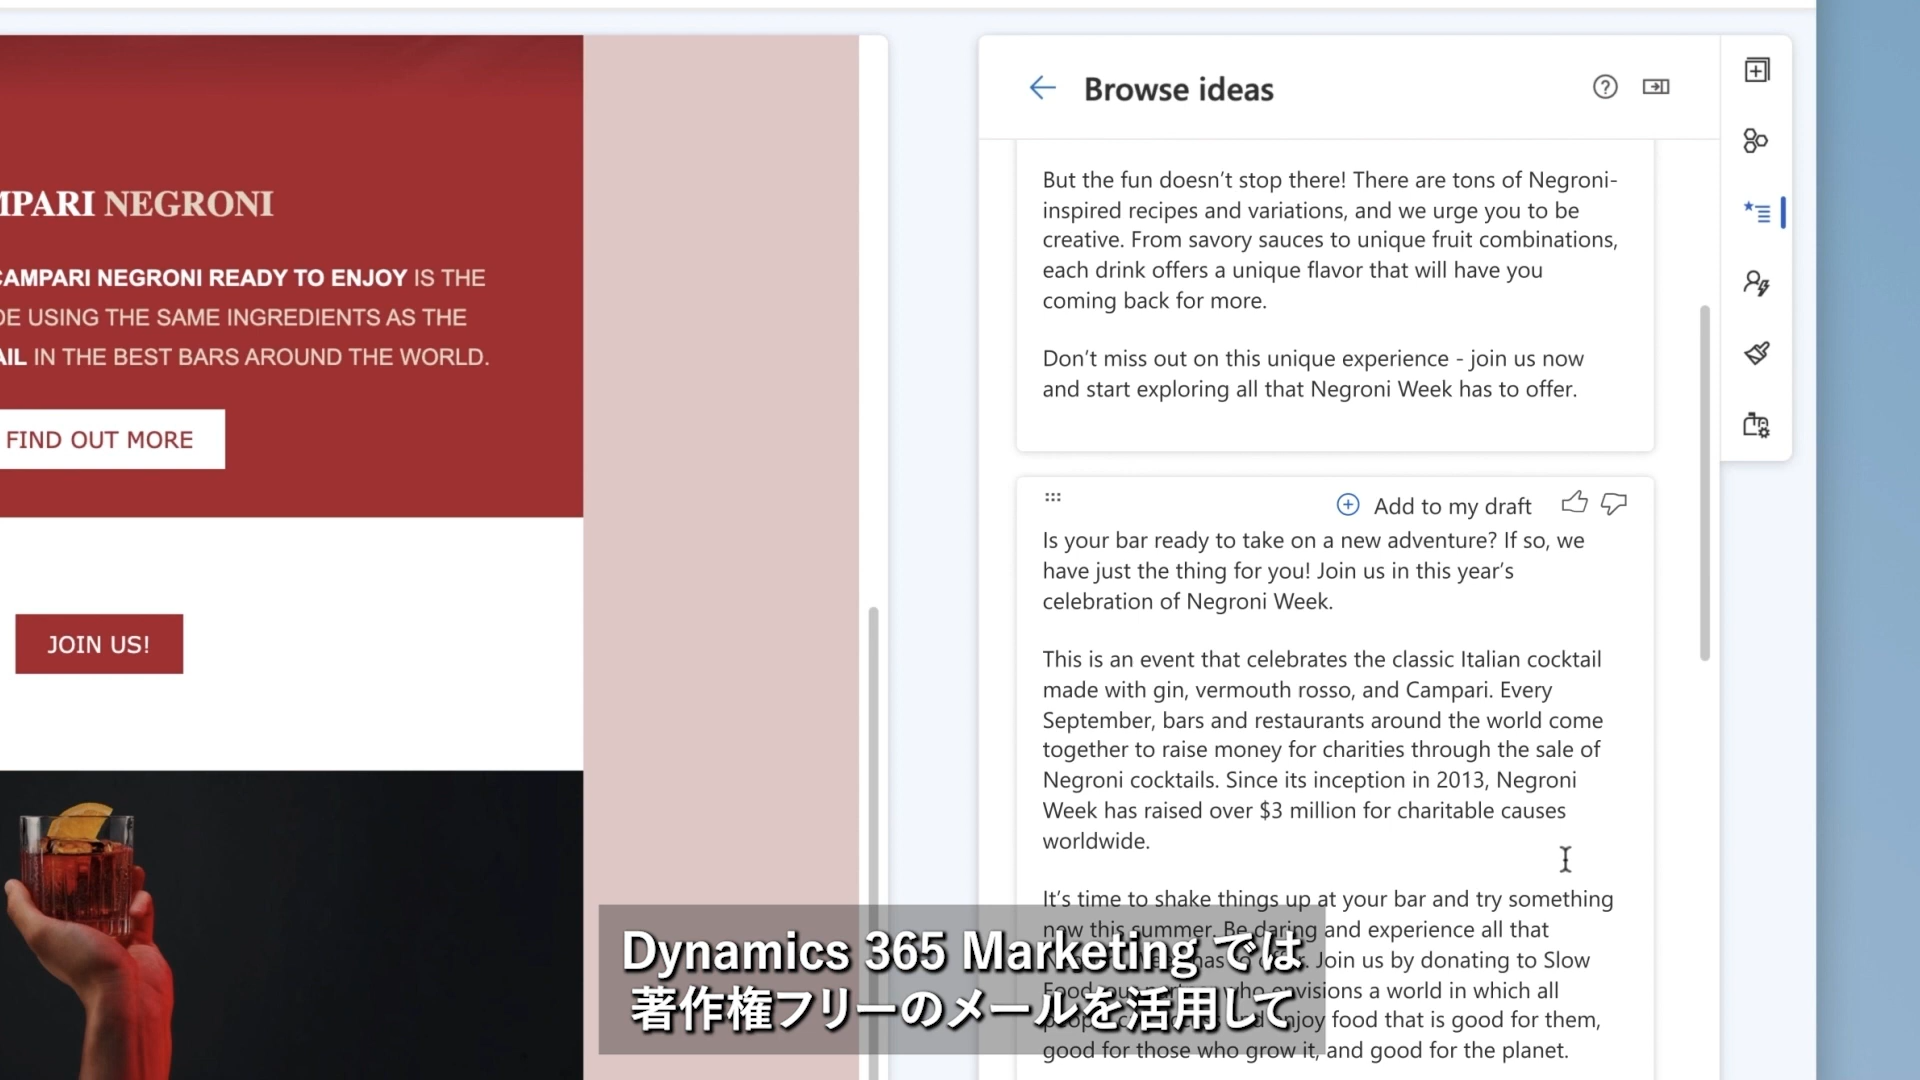 MPARI NEGRONI
CAMPARI NEGRONI READY TO ENJOY IS THE
DE USING THE SAME INGREDIENTS AS THE
AIL IN THE BEST BARS AROUND THE WORLD.
FIND OUT MORE
JOIN US!
Browse ideas
But the fun doesn’t stop there! There are tons of Negroni-
inspired recipes and variations, and we urge you to be
creative. From savory sauces to unique fruit combinations,
each drink offers a unique flavor that will have you
coming back for more.
Don’t miss out on this unique experience - join us now
and start exploring all that Negroni Week has to offer.
Add to my draft
Is your bar ready to take on a new adventure? If so, we
have just the thing for you! Join us in this year’s
celebration of Negroni Week.
This is an event that celebrates the classic Italian cocktail
made with gin, vermouth rosso, and Campari. Every
September, bars and restaurants around the world come
together to raise money for charities through the sale of
Negroni cocktails. Since its inception in 2013, Negroni
Week has raised over $3 million for charitable causes
worldwide.
It’s time to shake things up at your bar and try something
new this summer. Be daring and experience all that
has Join us by donating to Slow
Food, who envisions a world in which all
enjoy food that is good for them,
good for those who grow it, and good for the planet.
Dynamics 365 Marketing では
著作権フリーのメールを活用して